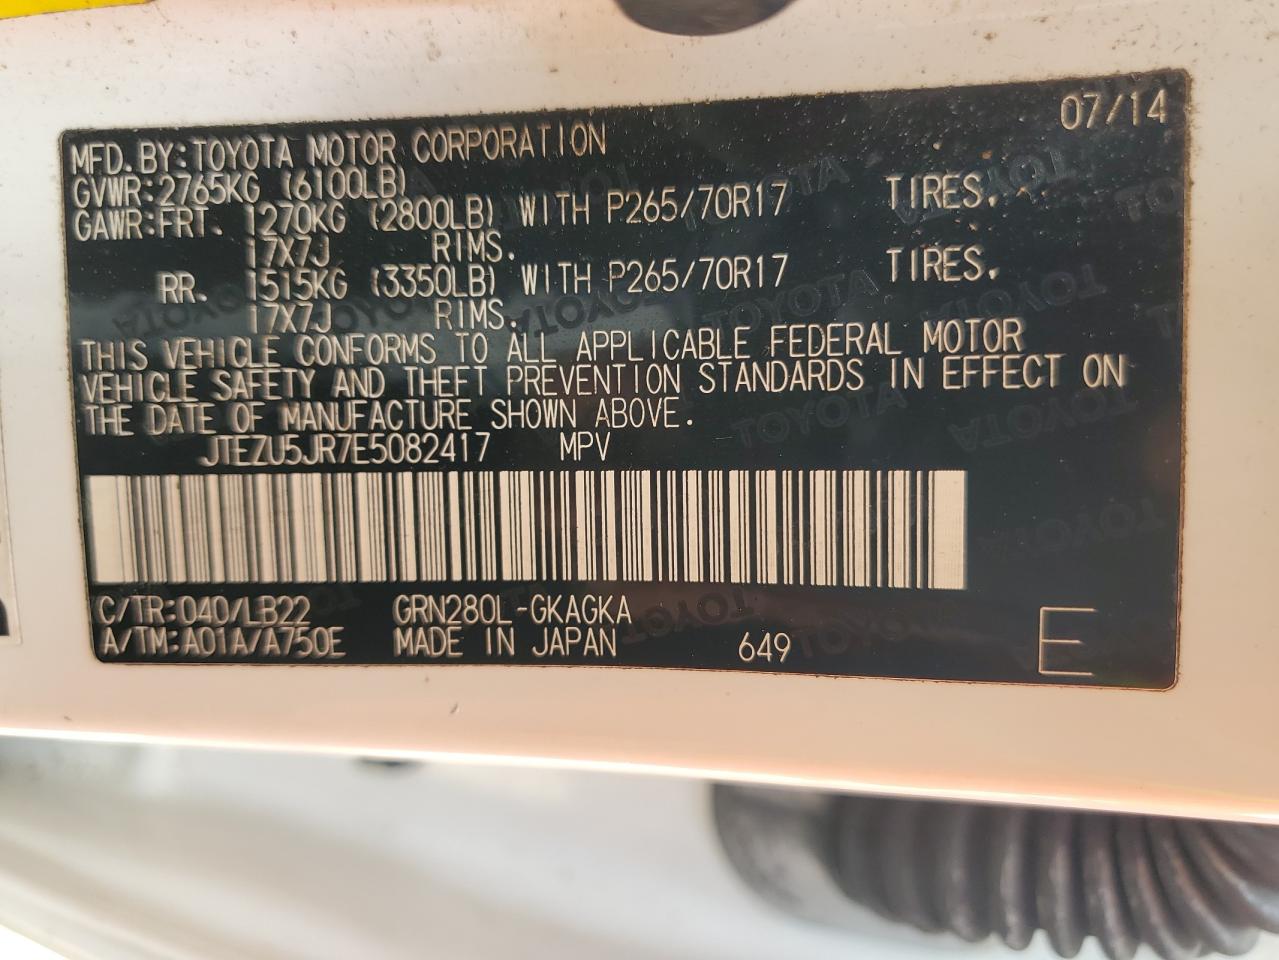 07/14
MFD.BY:TOYOTA MOTOR CORPORATION
GVWR:2765KG (6100LB)
GAWR:FRT. 1270KG (2800LB) WITH P265/70R17 TIRES.
17X7J RIMS.
RR. 1515KG (3350LB) WITH P265/70R17 TIRES.
17X7J RIMS.
THIS VEHICLE CONFORMS TO ALL APPLICABLE FEDERAL MOTOR
VEHICLE SAFETY AND THEFT PREVENTION STANDARDS IN EFFECT ON
THE DATE OF MANUFACTURE SHOWN ABOVE.
JTEZU5JR7E5082417 MPV
C/TR:040/LB22 GRN280L-GKAGKA
A/TM:A01A/A750E MADE IN JAPAN 649 E